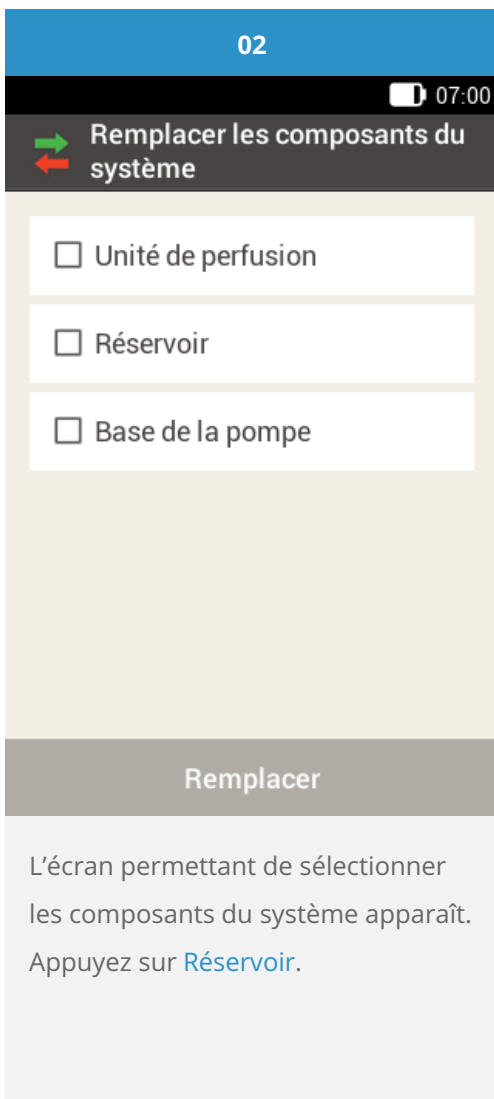 02
07:00
Remplacer les composants du
système
Unité de perfusion
Réservoir
Base de la pompe
Remplacer
L’écran permettant de sélectionner
les composants du système apparaît.
Appuyez sur Réservoir.